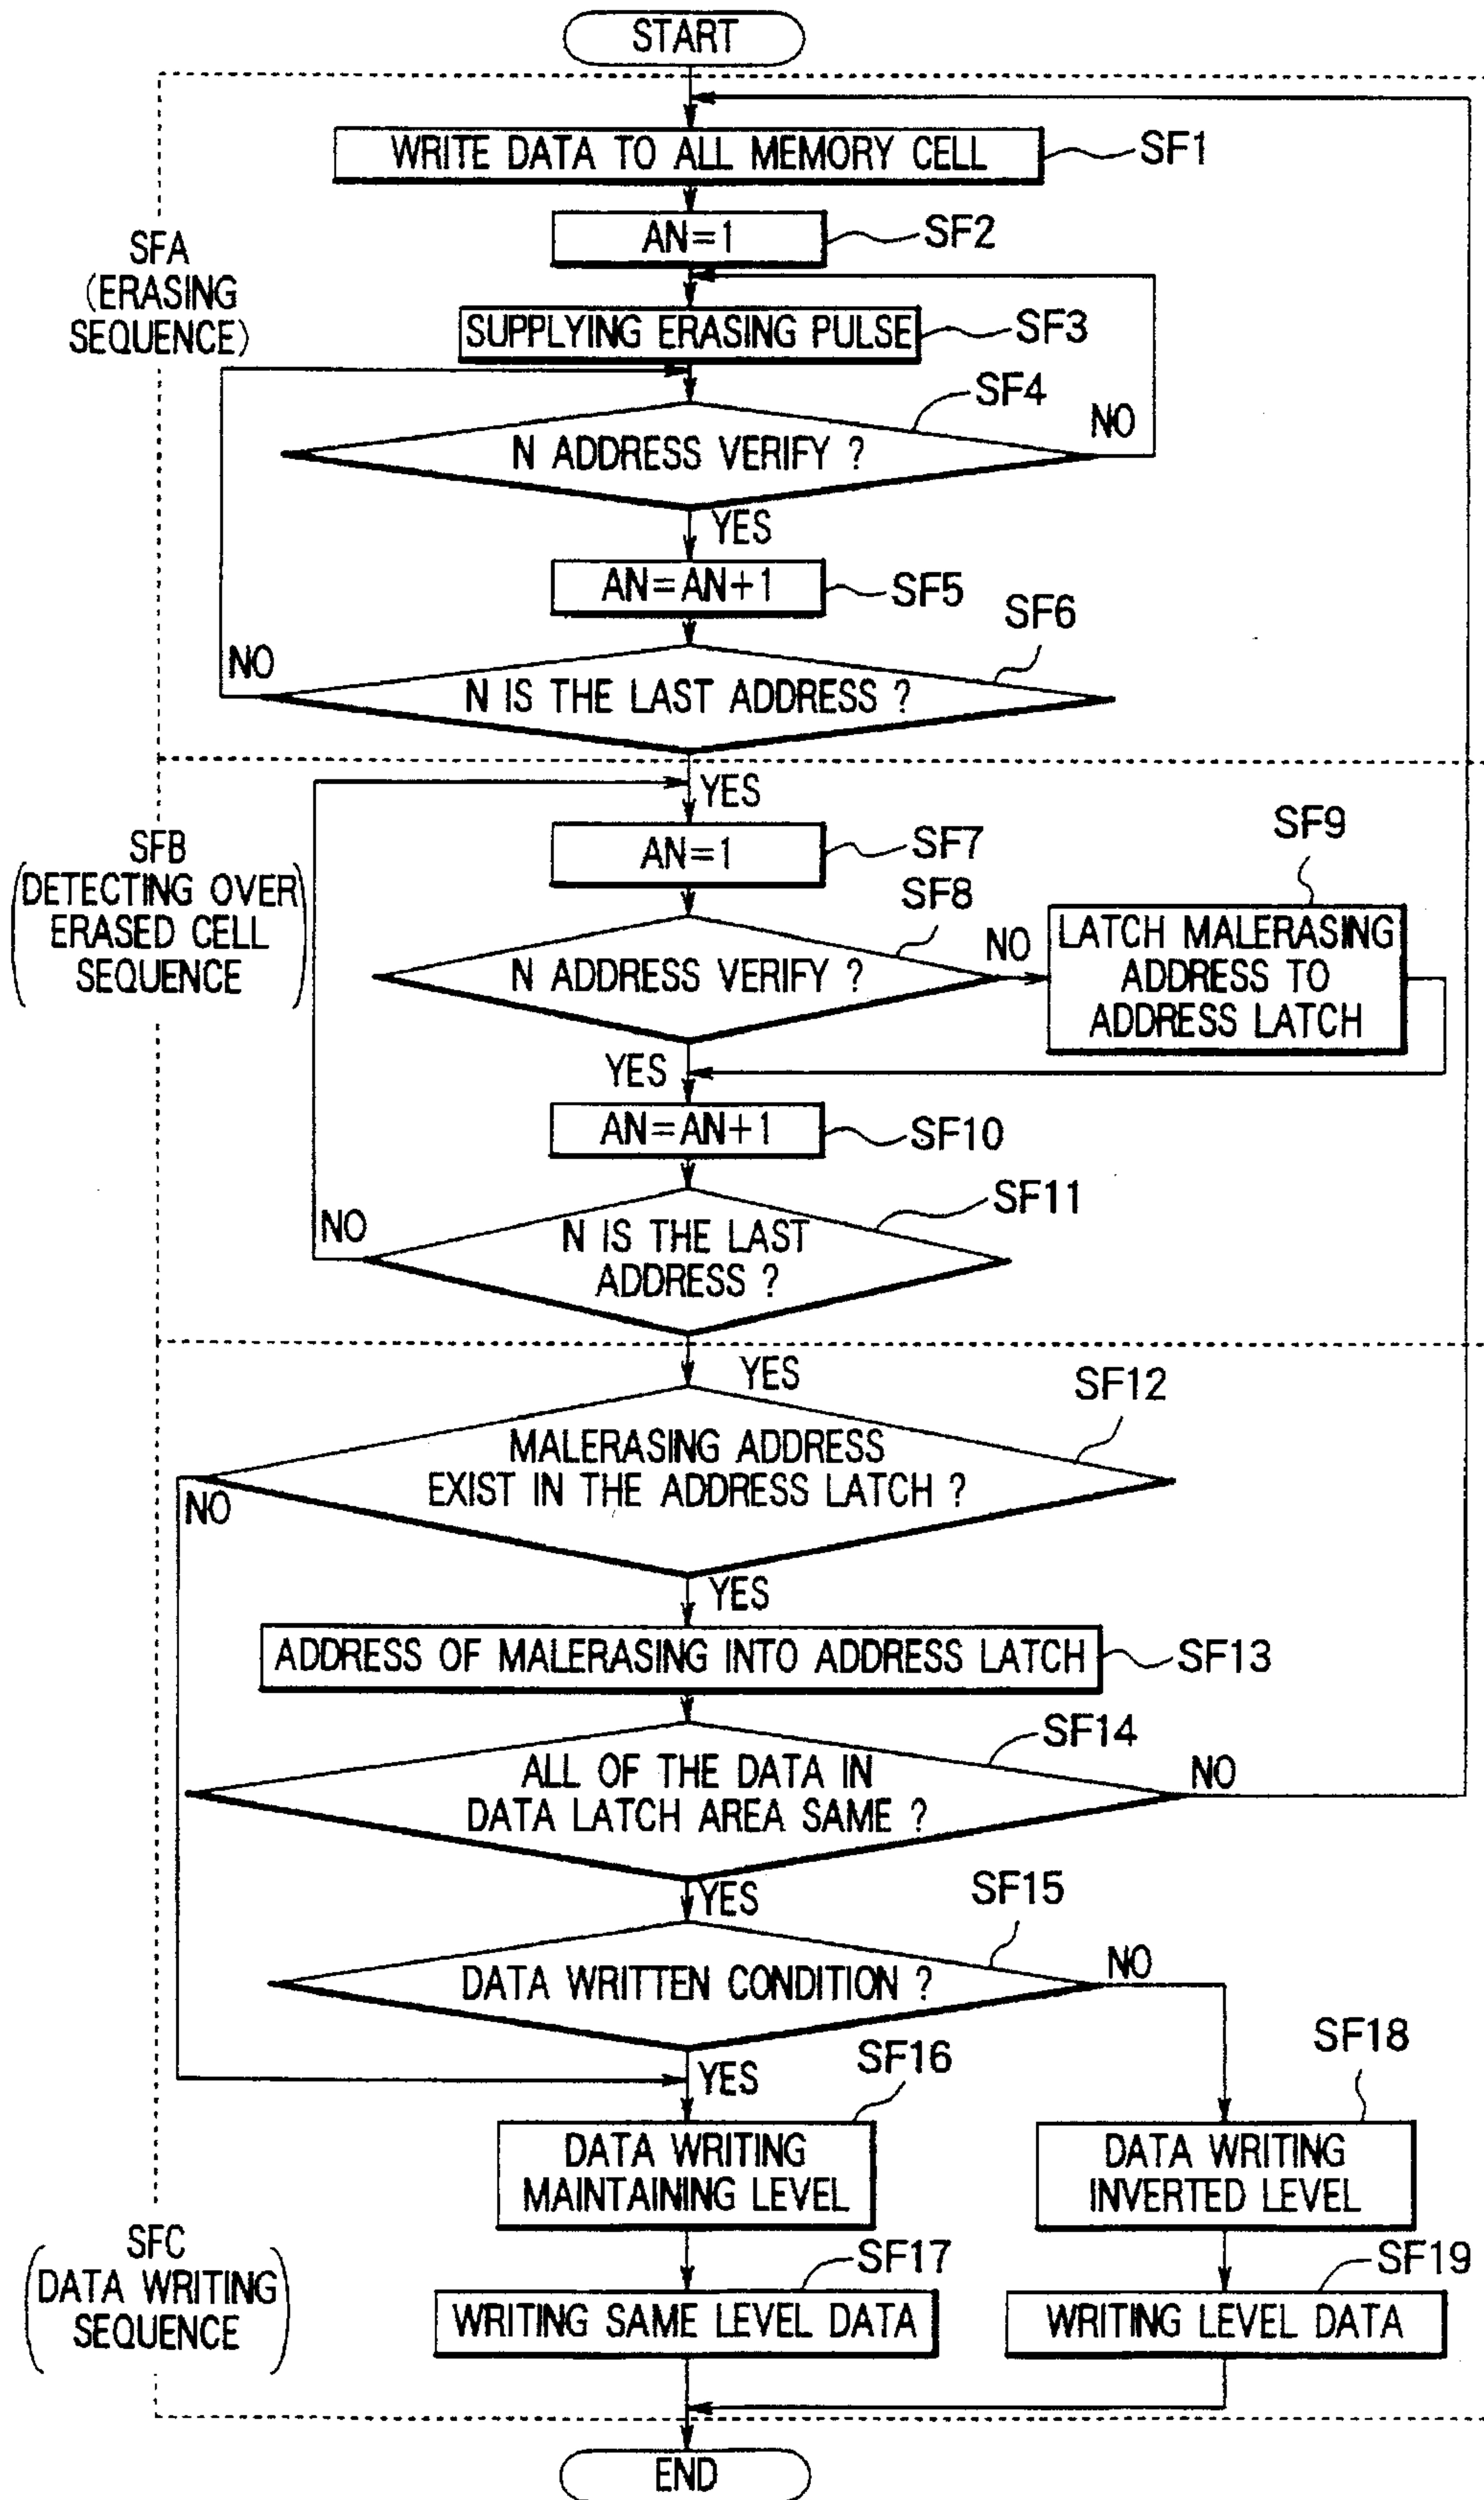 START
WRITE DATA TO ALL MEMORY CELL
SF1
AN=1
SF2
SFA
(ERASING
SEQUENCE)
SUPPLYING ERASING PULSE
SF3
SF4
NO
N ADDRESS VERIFY ?
YES
AN=AN+1
SF5
SF6
NO
N IS THE LAST ADDRESS ?
YES
SFB
(DETECTING OVER
ERASED CELL
SEQUENCE)
AN=1
SF7
SF8
SF9
N ADDRESS VERIFY ?
NO
LATCH MALERASING
ADDRESS TO
ADDRESS LATCH
YES
AN=AN+1
SF10
SF11
NO
N IS THE LAST
ADDRESS ?
YES
SF12
MALERASING ADDRESS
EXIST IN THE ADDRESS LATCH ?
NO
YES
ADDRESS OF MALERASING INTO ADDRESS LATCH
SF13
SF14
ALL OF THE DATA IN
DATA LATCH AREA SAME ?
NO
YES
SF15
DATA WRITTEN CONDITION ?
NO
YES
SF16
SF18
DATA WRITING
MAINTAINING LEVEL
DATA WRITING
INVERTED LEVEL
SFC
(DATA WRITING
SEQUENCE)
SF17
SF19
WRITING SAME LEVEL DATA
WRITING LEVEL DATA
END